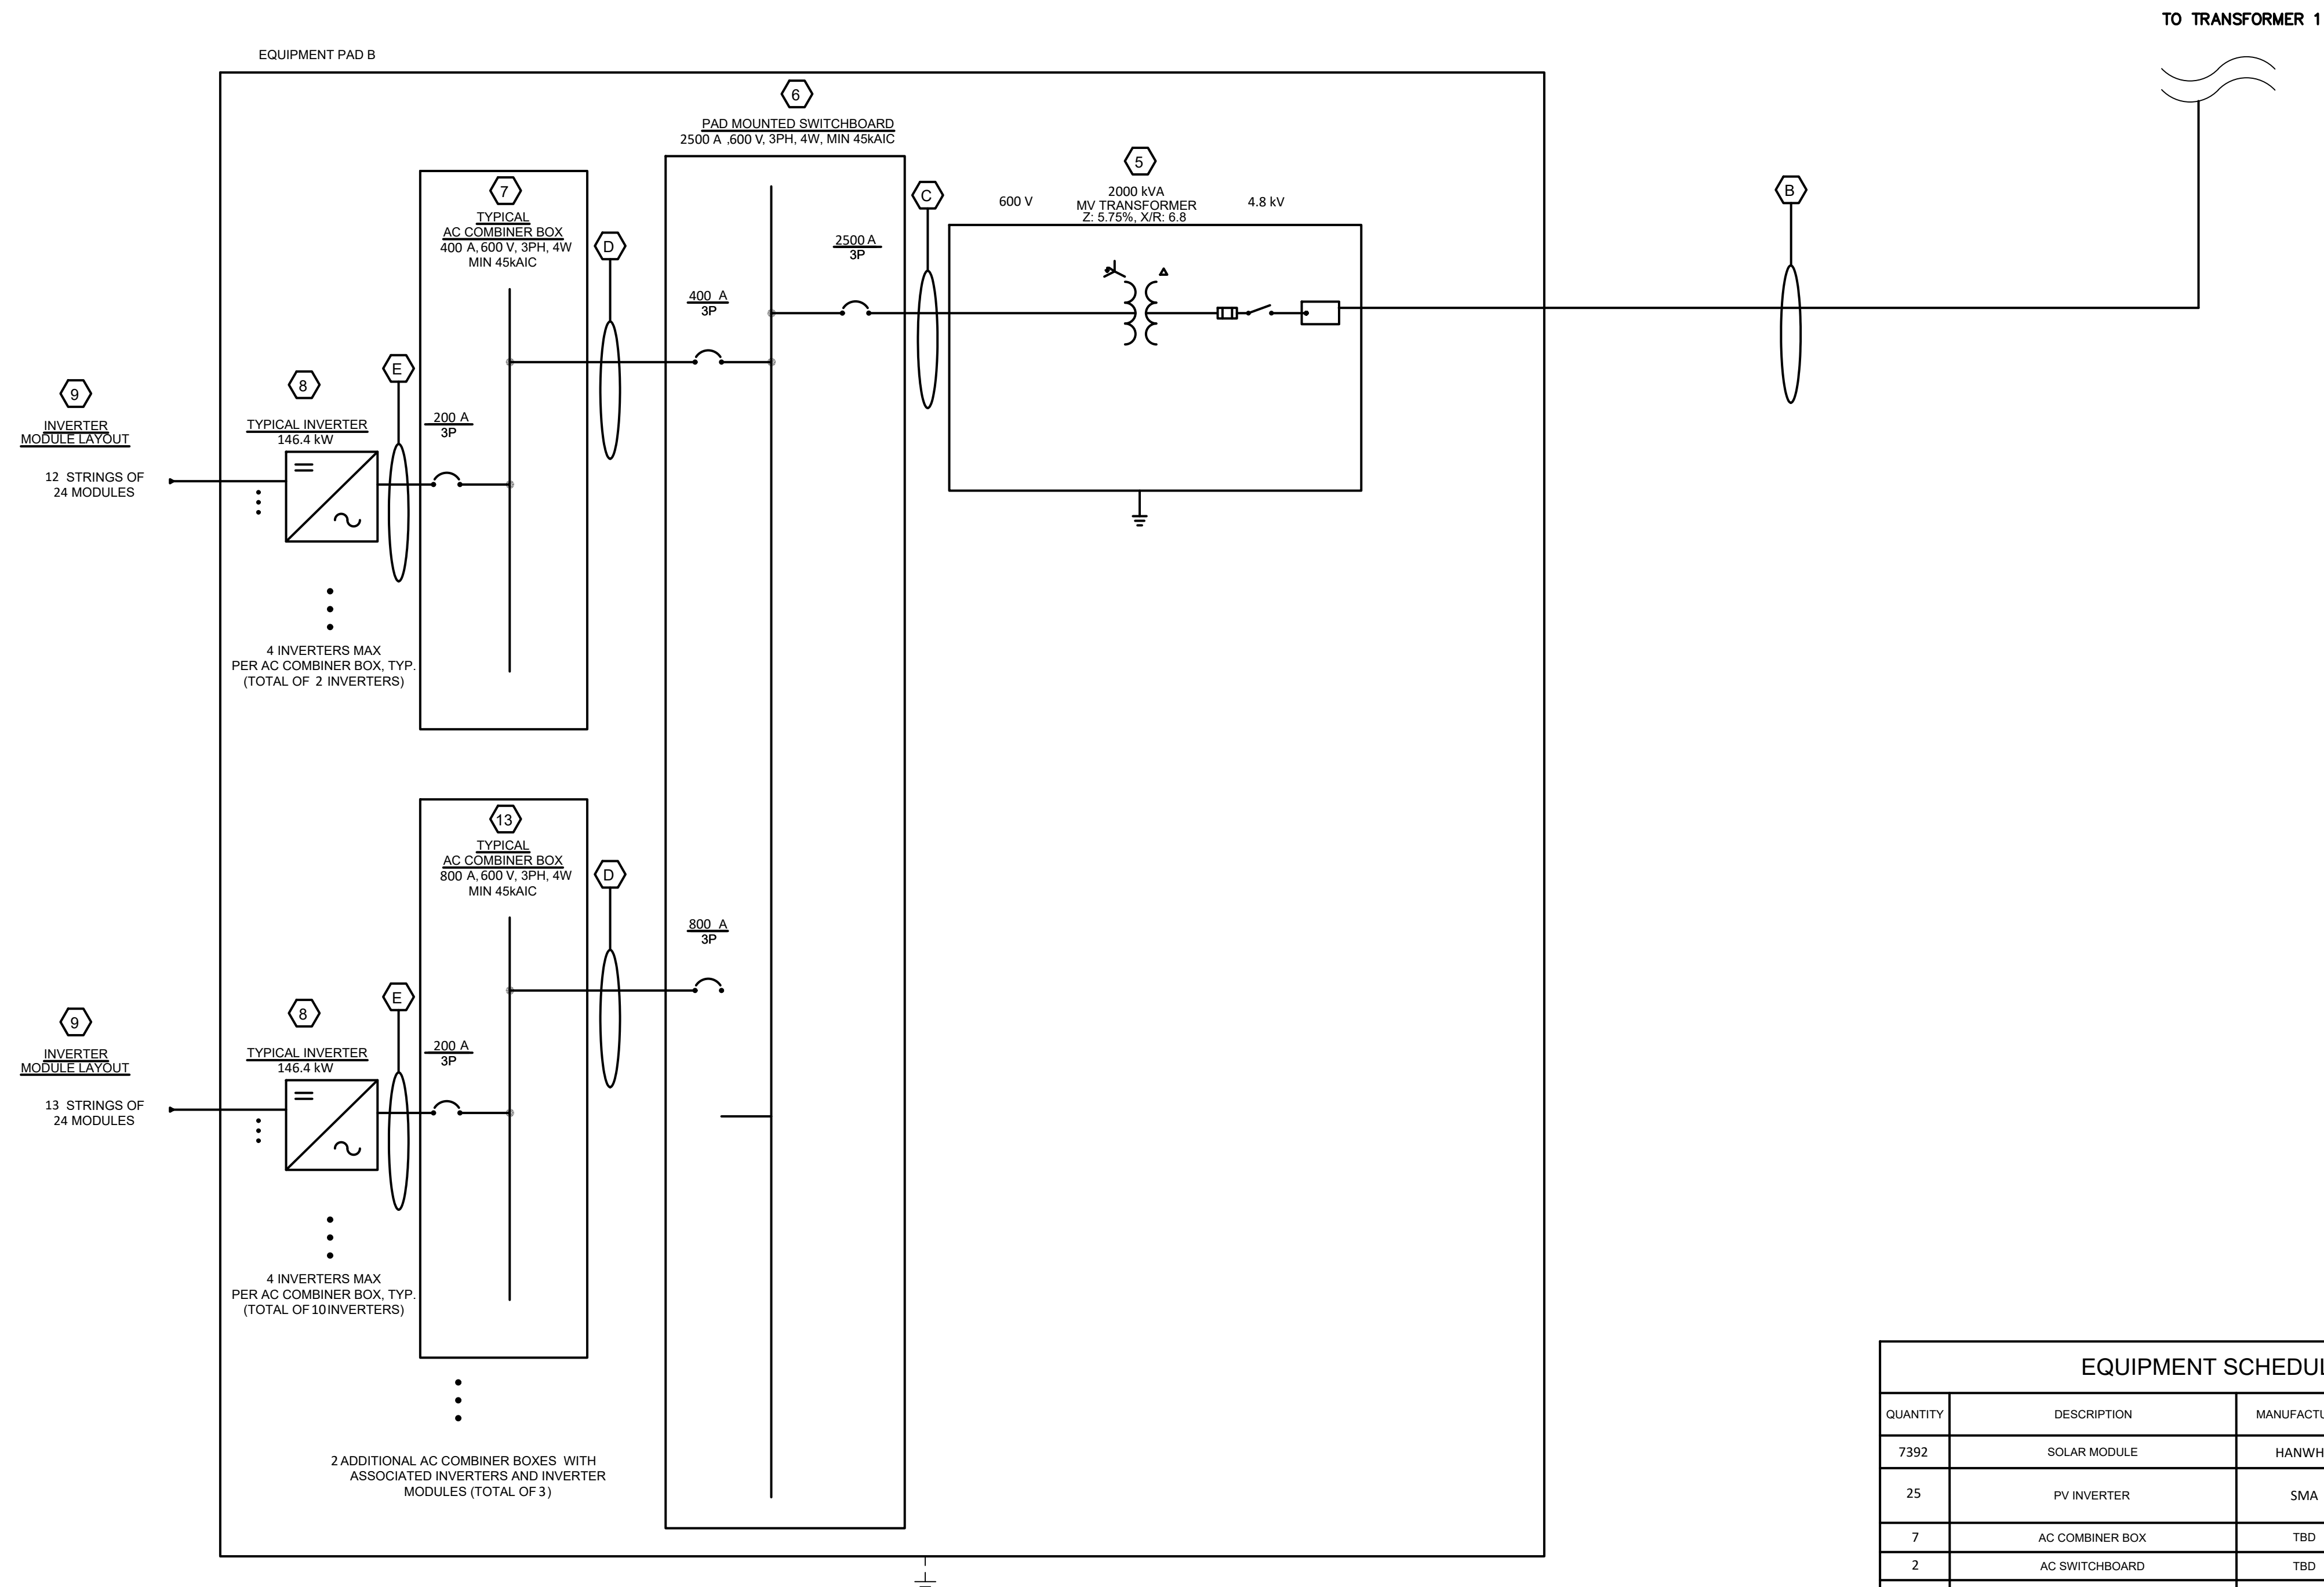 TO TRANSFORMER 1
EQUIPMENT PAD B
6
PAD MOUNTED SWITCHBOARD
2500 A ,600 V, 3PH, 4W, MIN 45kAIC
7
TYPICAL
AC COMBINER BOX
400 A, 600 V, 3PH, 4W
MIN 45kAIC
D
C
600 V
5
2000 kVA
MV TRANSFORMER
Z: 5.75%, X/R: 6.8
4.8 kV
B
2500 A
3P
400 A
3P
9
INVERTER
MODULE LAYOUT
12 STRINGS OF
24 MODULES
8
TYPICAL INVERTER
146.4 kW
E
200 A
3P
4 INVERTERS MAX
PER AC COMBINER BOX, TYP.
(TOTAL OF 2 INVERTERS)
13
TYPICAL
AC COMBINER BOX
800 A, 600 V, 3PH, 4W
MIN 45kAIC
D
800 A
3P
9
INVERTER
MODULE LAYOUT
13 STRINGS OF
24 MODULES
8
TYPICAL INVERTER
146.4 kW
E
200 A
3P
4 INVERTERS MAX
PER AC COMBINER BOX, TYP.
(TOTAL OF 10 INVERTERS)
2 ADDITIONAL AC COMBINER BOXES WITH
ASSOCIATED INVERTERS AND INVERTER
MODULES (TOTAL OF 3)
EQUIPMENT SCHEDUL
QUANTITY DESCRIPTION MANUFACTU
7392 SOLAR MODULE HANWH
25 PV INVERTER SMA
7 AC COMBINER BOX TBD
2 AC SWITCHBOARD TBD